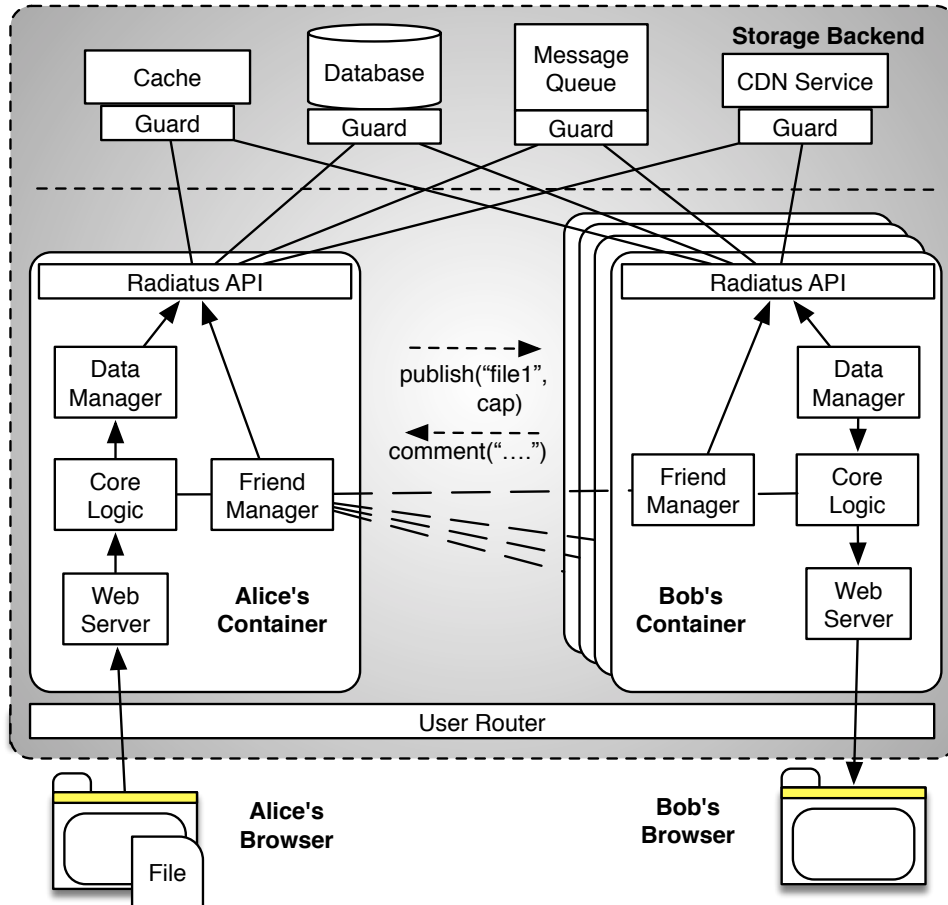 Storage Backend
Cache
Database
Message
Queue
CDN Service
Guard
Guard
Guard
Guard
Radiatus API
Radiatus API
Data
Manager
publish(“file1”,
cap)
comment(“....”)
Data
Manager
Core
Logic
Friend
Manager
Friend
Manager
Core
Logic
Web
Server
Alice's
Container
Bob's
Container
Web
Server
User Router
Alice's
Browser
Bob's
Browser
File